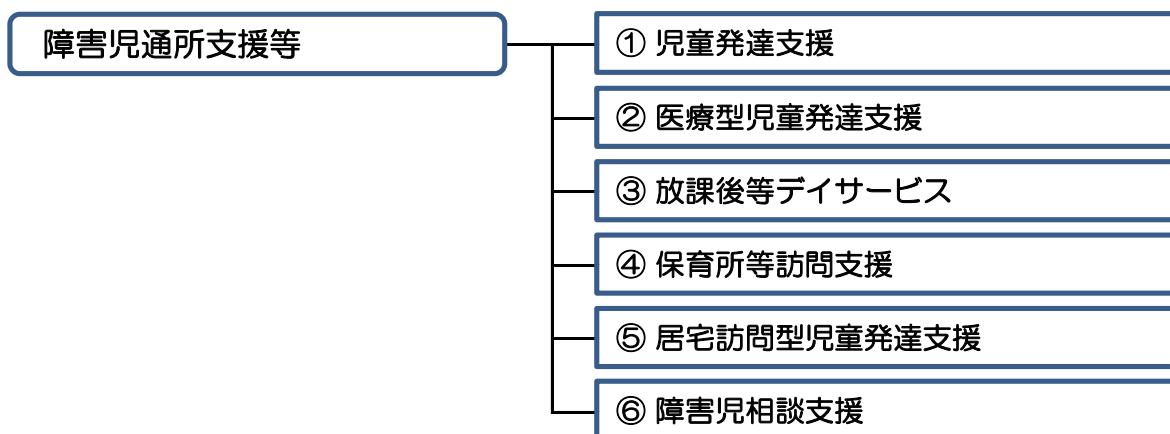 障害児通所支援等
① 児童発達支援
② 医療型児童発達支援
③ 放課後等デイサービス
④ 保育所等訪問支援
⑤ 居宅訪問型児童発達支援
⑥ 障害児相談支援